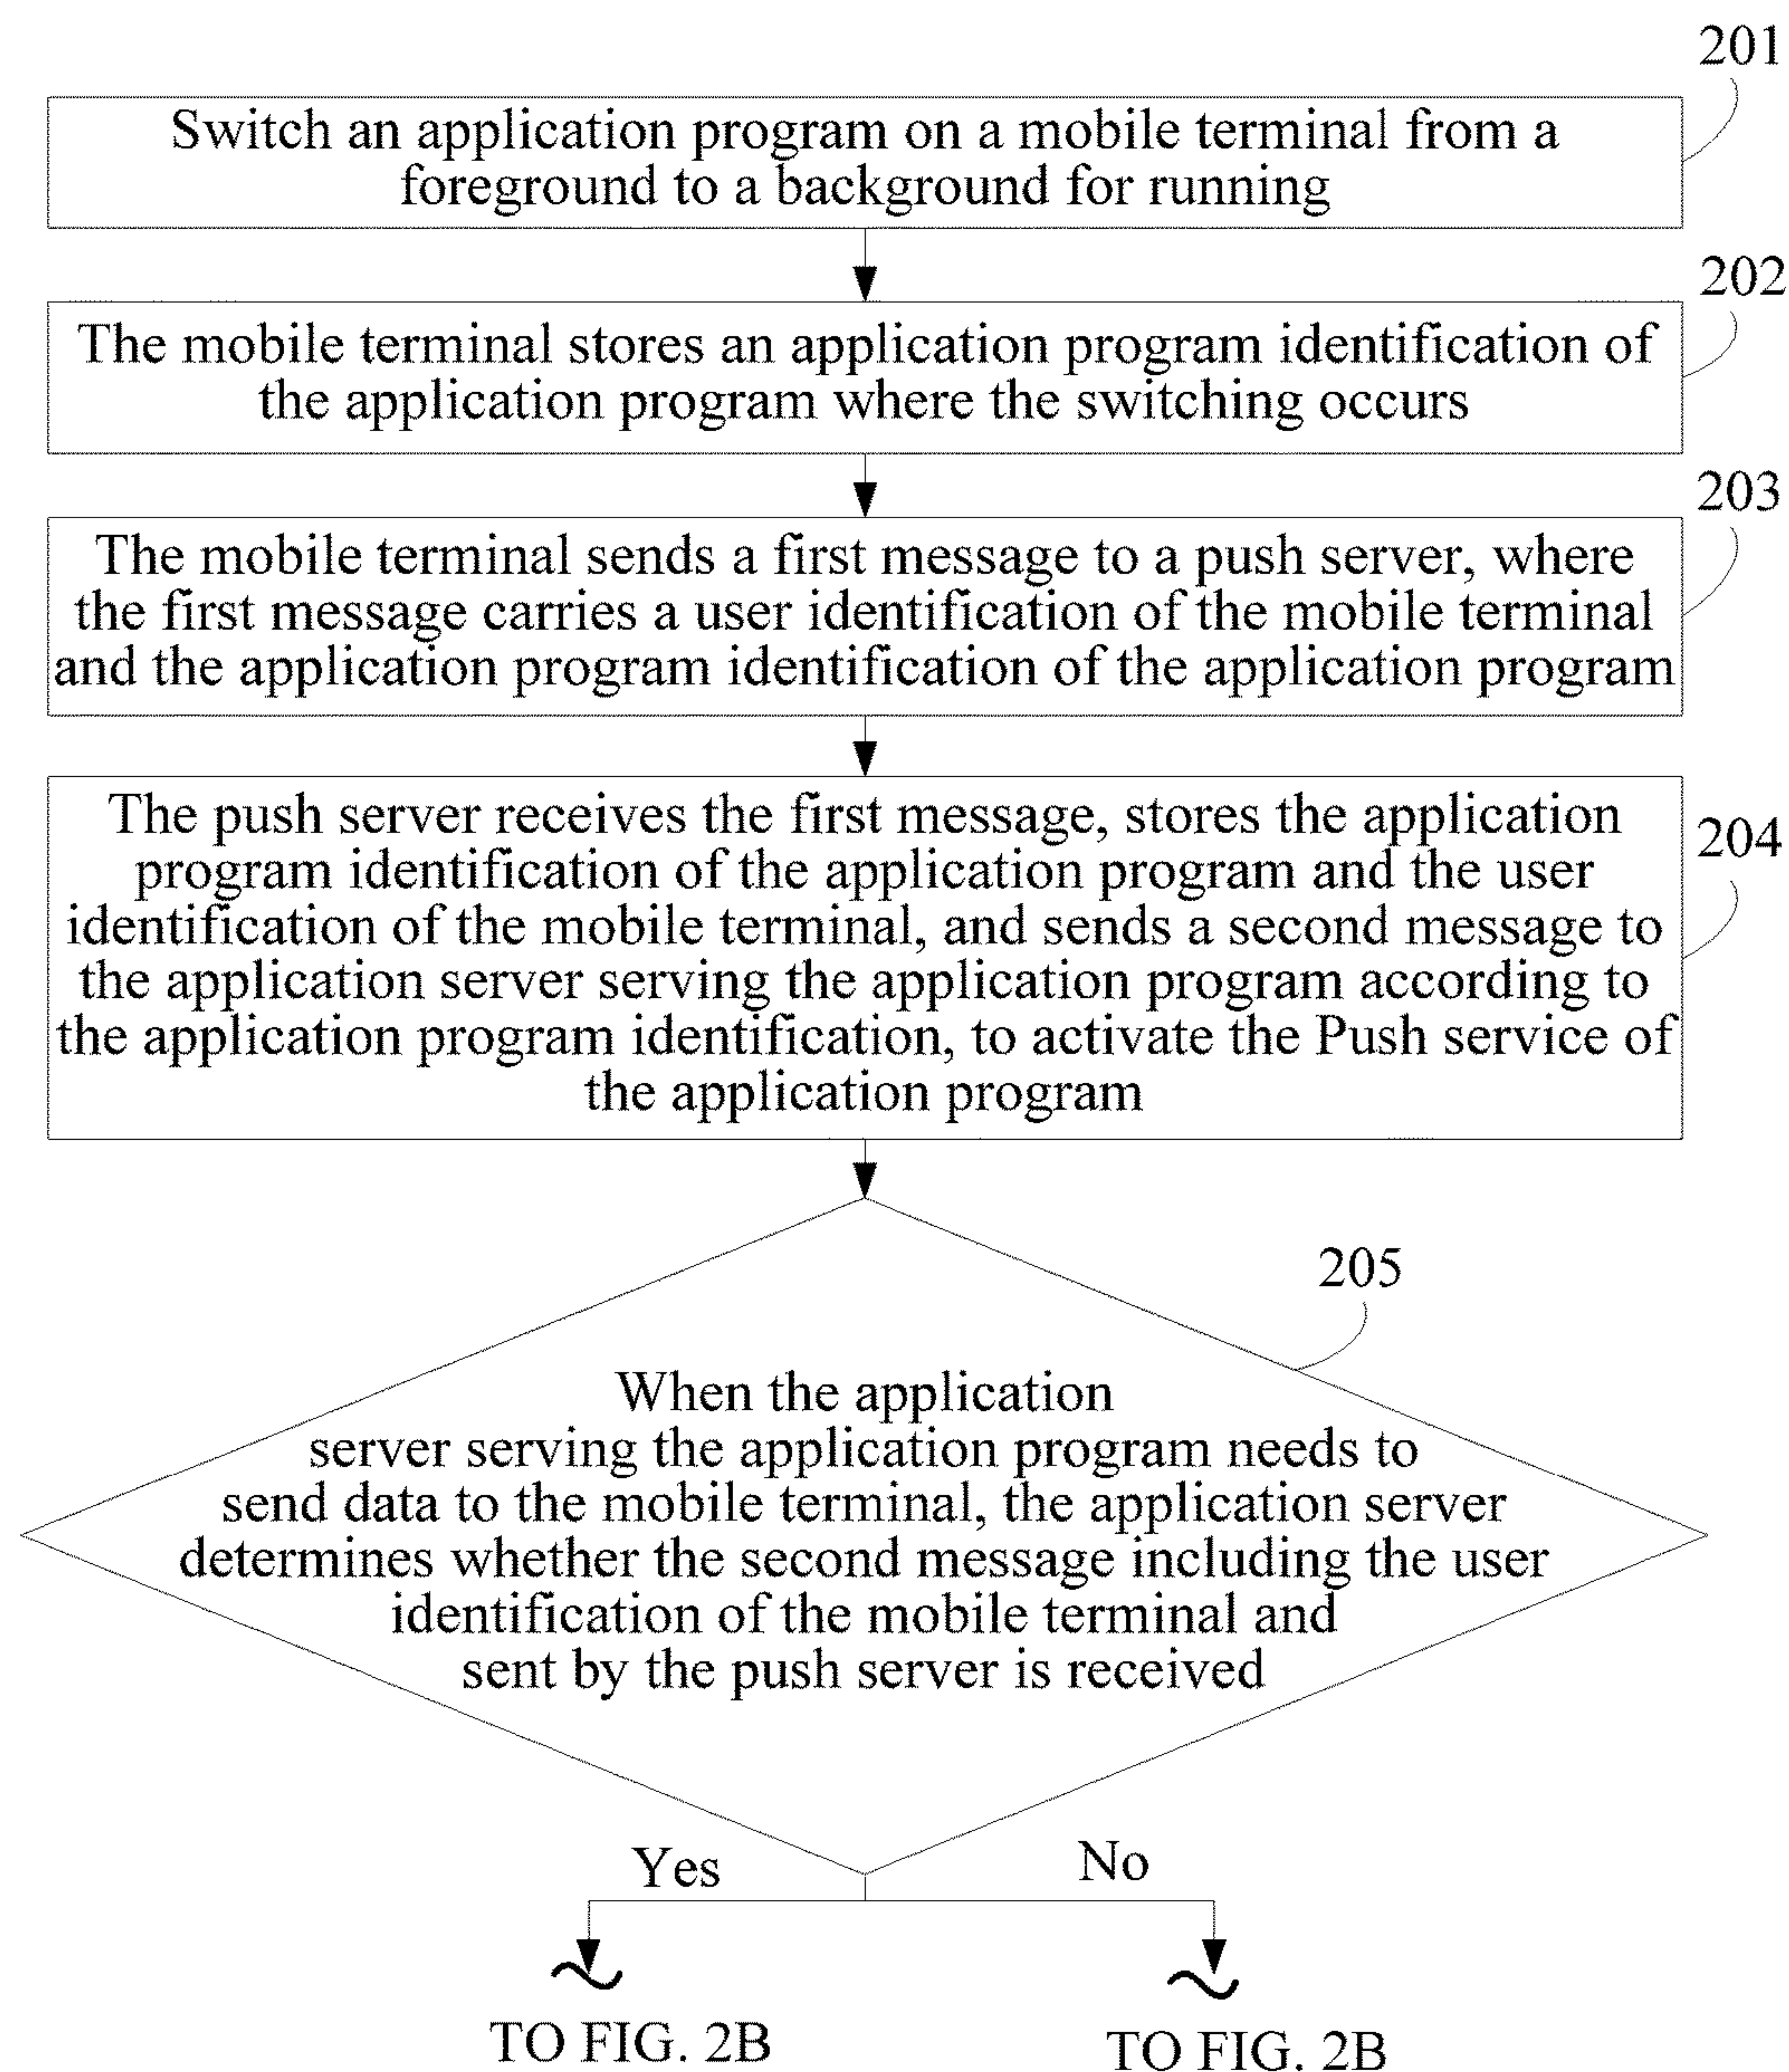 201
Switch an application program on a mobile terminal from a
foreground to a background for running
202
The mobile terminal stores an application program identification of
the application program where the switching occurs
203
The mobile terminal sends a first message to a push server, where
the first message carries a user identification of the mobile terminal
and the application program identification of the application program
204
The push server receives the first message, stores the application
program identification of the application program and the user
identification of the mobile terminal, and sends a second message to
the application server serving the application program according to
the application program identification, to activate the Push service of
the application program
205
When the application
server serving the application program needs to
send data to the mobile terminal, the application server
determines whether the second message including the user
identification of the mobile terminal and
sent by the push server is received
Yes
No
TO FIG. 2B
TO FIG. 2B